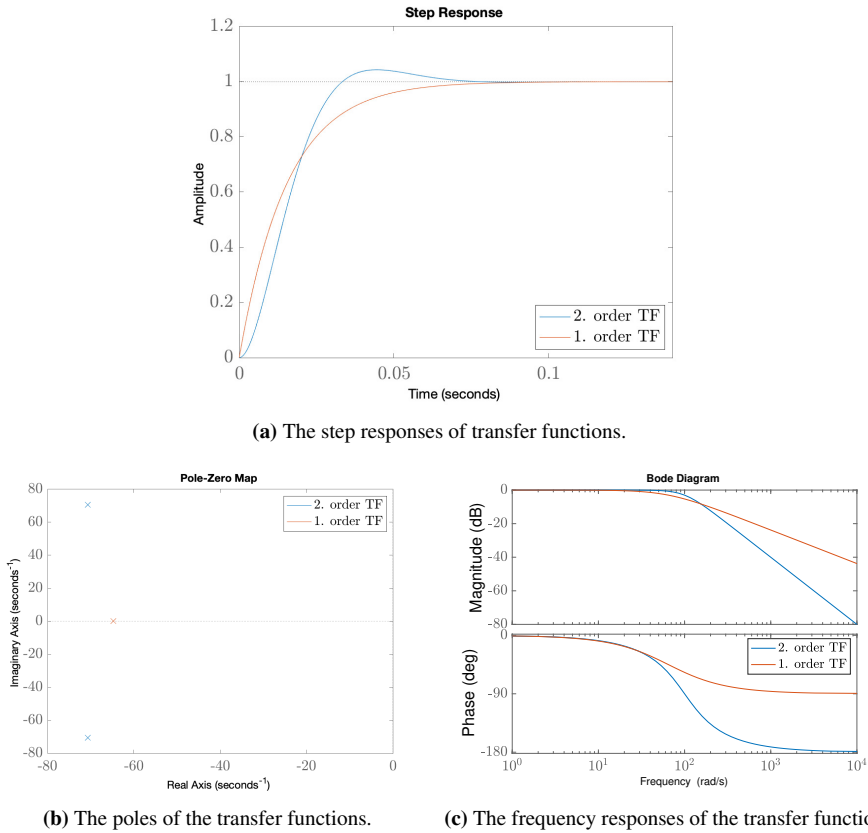 Step Response
1.2
1
0.8
0.6
0.4
0.2
0
Amplitude
2. order TF
1. order TF
0 0.05 0.1
Time (seconds)
(a) The step responses of transfer functions.
Pole-Zero Map
80
60
40
20
0
-20
-40
-60
-80
Imaginary Axis (seconds⁻¹)
2. order TF
1. order TF
-80 -60 -40 -20 0
Real Axis (seconds⁻¹)
(b) The poles of the transfer functions.
Bode Diagram
0
-20
-40
-60
-80
Magnitude (dB)
0
-90
-180
Phase (deg)
2. order TF
1. order TF
10⁰ 10¹ 10² 10³ 10⁴
Frequency (rad/s)
(c) The frequency responses of the transfer functio